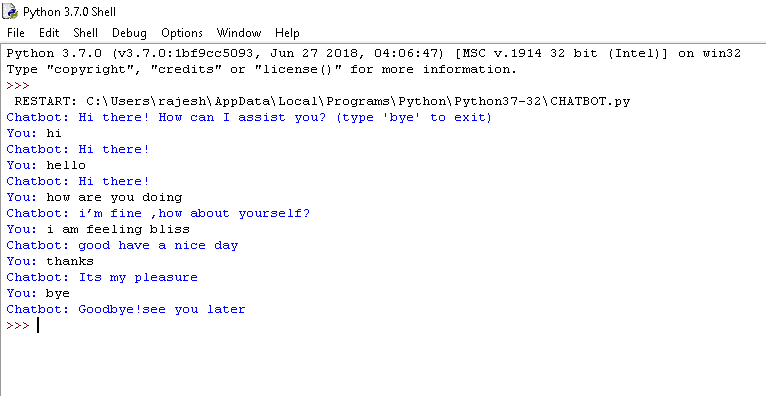 Python 3.7.0 Shell
File Edit Shell Debug Options Window Help
Python 3.7.0 (v3.7.0:1bf9cc5093, Jun 27 2018, 04:06:47) [MSC v.1914 32 bit (Intel)] on win32
Type "copyright", "credits" or "license()" for more information.
>>>
RESTART: C:\Users\rajesh\AppData\Local\Programs\Python\Python37-32\CHATBOT.py
Chatbot: Hi there! How can I assist you? (type 'bye' to exit)
You: hi
Chatbot: Hi there!
You: hello
Chatbot: Hi there!
You: how are you doing
Chatbot: i’m fine ,how about yourself?
You: i am feeling bliss
Chatbot: good have a nice day
You: thanks
Chatbot: Its my pleasure
You: bye
Chatbot: Goodbye!see you later
>>>